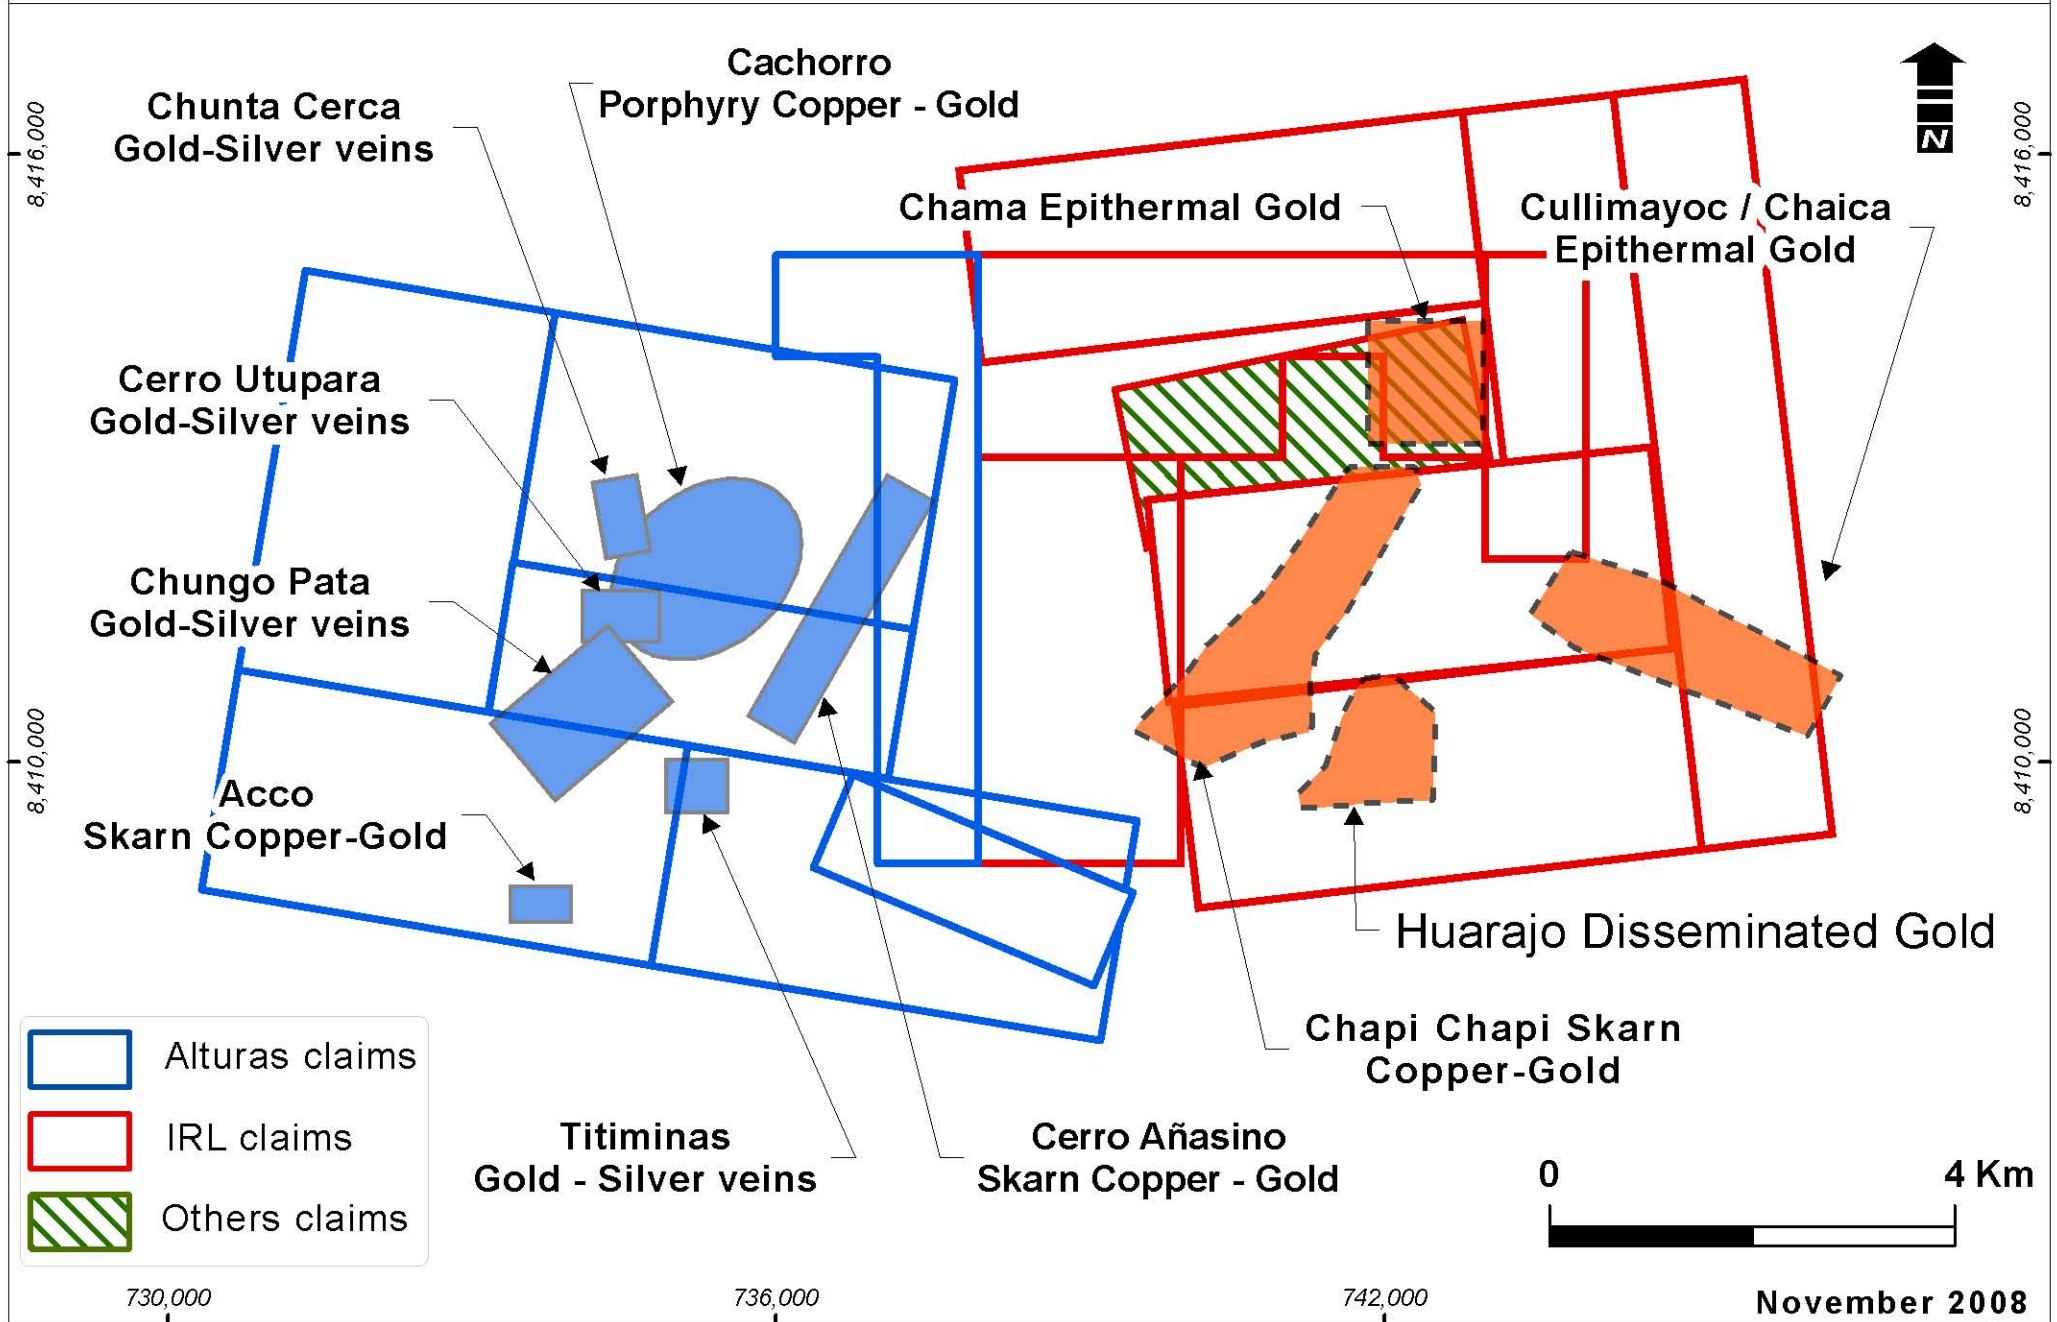 Cachorro
Porphyry Copper - Gold
Chunta Cerca
Gold-Silver veins
N
8,416,000
8,416,000
Chama Epithermal Gold
Cullimayoc / Chaica
Epithermal Gold
Cerro Utupara
Gold-Silver veins
Chungo Pata
Gold-Silver veins
8,410,000
8,410,000
Acco
Skarn Copper-Gold
Huarajo Disseminated Gold
Chapi Chapi Skarn
Copper-Gold
Alturas claims
IRL claims
Others claims
Titiminas
Gold - Silver veins
Cerro Añasino
Skarn Copper - Gold
0 4 Km
730,000 736,000 742,000
November 2008